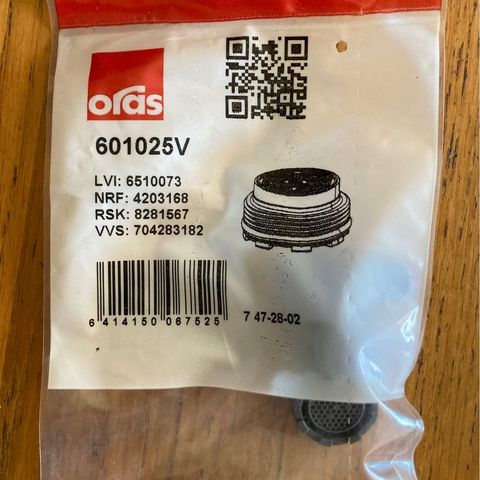 oras
601025V
LVI: 6510073
NRF: 4203168
RSK: 8281567
VVS: 704283182
6 414150 067525
7 47-28-02